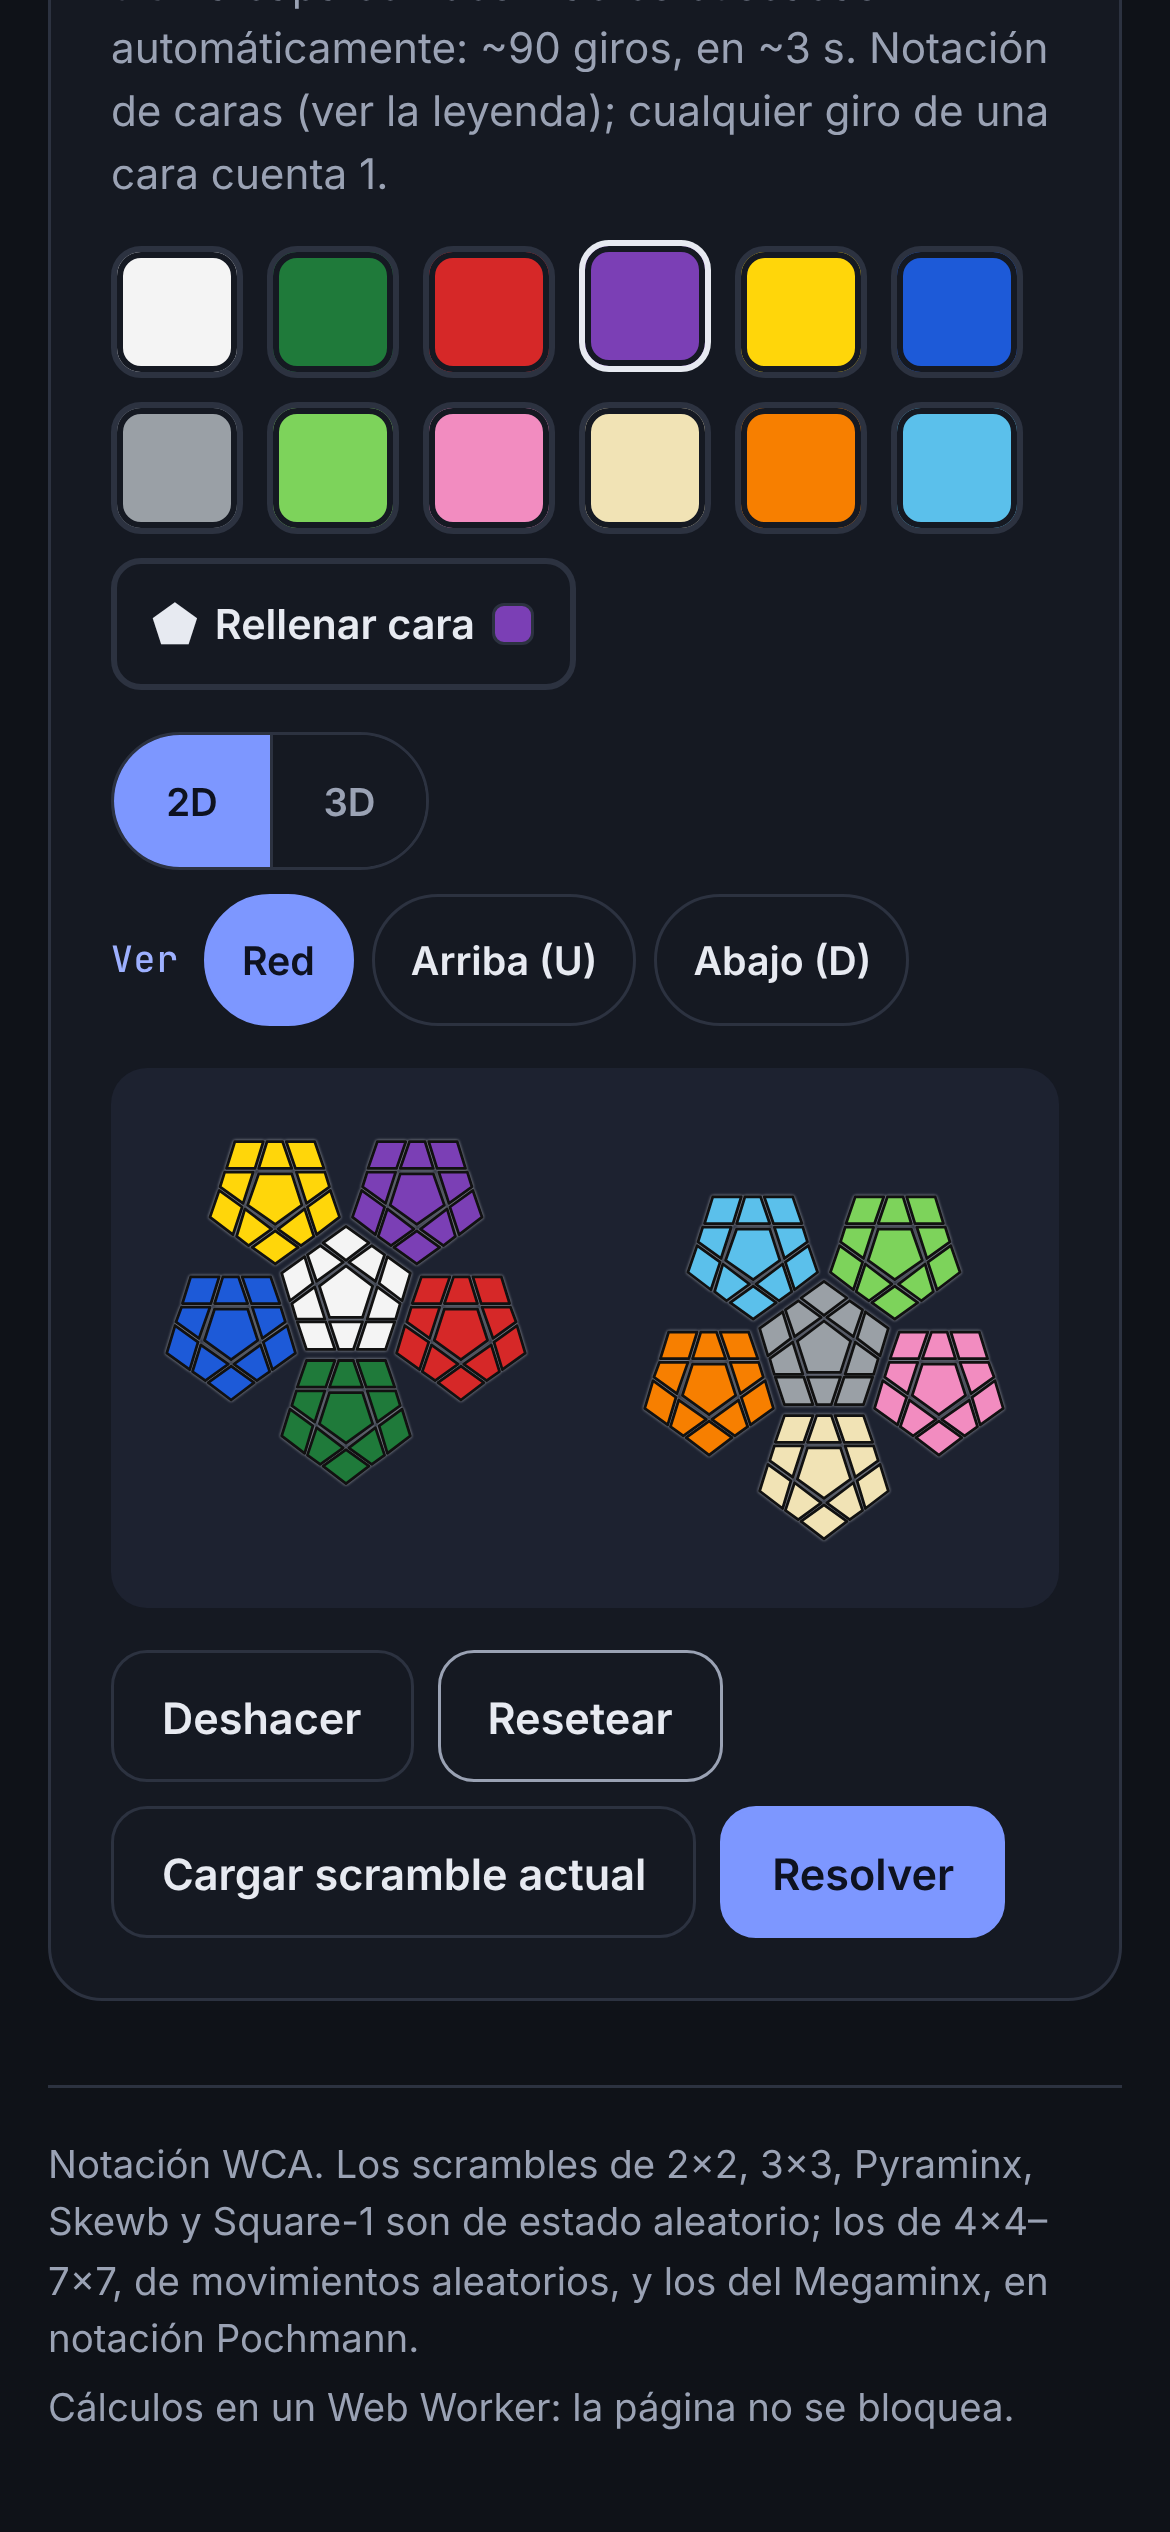 automáticamente: ~90 giros, en ~3 s. Notación
de caras (ver la leyenda); cualquier giro de una
cara cuenta 1.
Rellenar cara
2D 3D
Ver Red Arriba (U) Abajo (D)
Deshacer Resetear
Cargar scramble actual Resolver
Notación WCA. Los scrambles de 2×2, 3×3, Pyraminx,
Skewb y Square-1 son de estado aleatorio; los de 4×4–
7×7, de movimientos aleatorios, y los del Megaminx, en
notación Pochmann.
Cálculos en un Web Worker: la página no se bloquea.